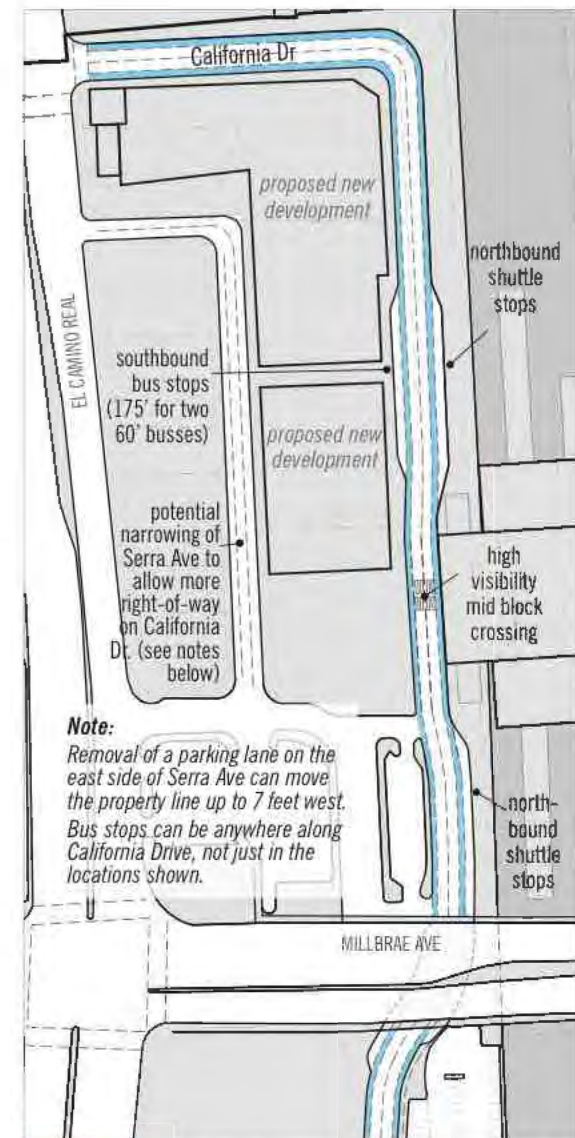 California Dr
proposed new
development
northbound
shuttle
stops
EL CAMINO REAL
southbound
bus stops
(175' for two
60' busses)
proposed new
development
potential
narrowing of
Serra Ave to
allow more
right-of-way
on California
Dr. (see notes
below)
high
visibility
mid block
crossing
Note:
Removal of a parking lane on the
east side of Serra Ave can move
the property line up to 7 feet west.
Bus stops can be anywhere along
California Drive, not just in the
locations shown.
north-
bound
shuttle
stops
MILLBRAE AVE